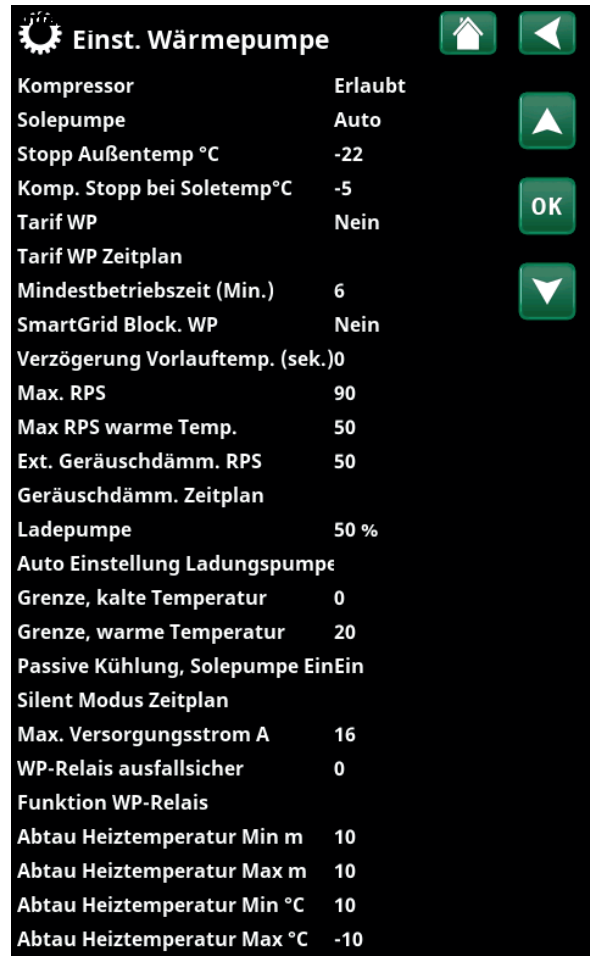 Einst. Wärmepumpe
Kompressor Erlaubt
Solepumpe Auto
Stopp Außentemp °C -22
Komp. Stopp bei Soletemp°C -5
OK
Tarif WP Nein
Tarif WP Zeitplan
Mindestbetriebszeit (Min.) 6
SmartGrid Block. WP Nein
Verzögerung Vorlauftemp. (sek.)0
Max. RPS 90
Max RPS warme Temp. 50
Ext. Geräuschdämm. RPS 50
Geräuschdämm. Zeitplan
Ladepumpe 50 %
Auto Einstellung Ladungspumpe
Grenze, kalte Temperatur 0
Grenze, warme Temperatur 20
Passive Kühlung, Solepumpe EinEin
Silent Modus Zeitplan
Max. Versorgungsstrom A 16
WP-Relais ausfallsicher 0
Funktion WP-Relais
Abtau Heiztemperatur Min m 10
Abtau Heiztemperatur Max m 10
Abtau Heiztemperatur Min °C 10
Abtau Heiztemperatur Max °C -10